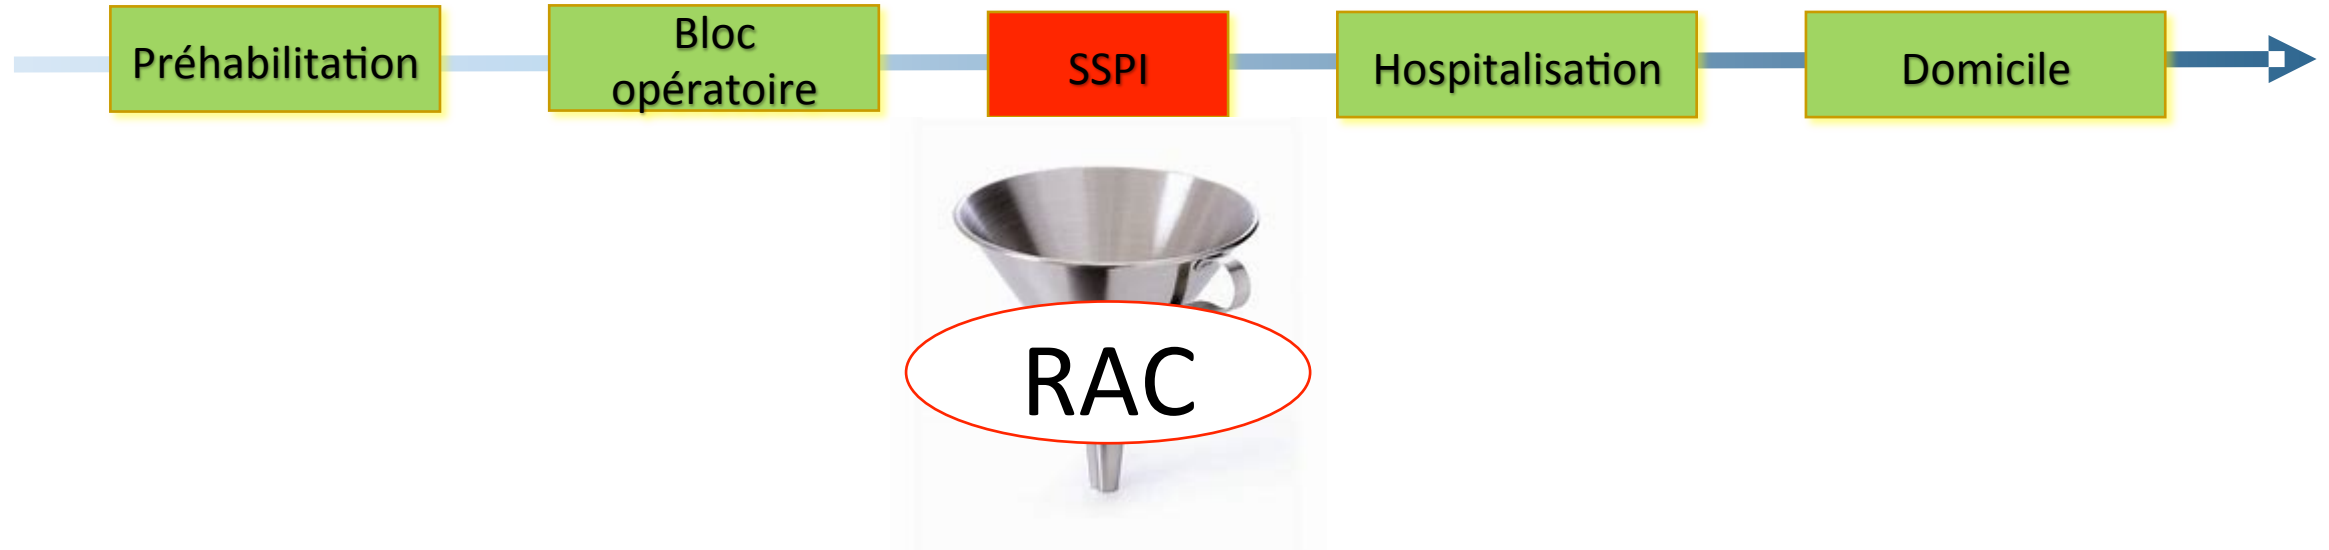 Préhabilitation
Bloc
opératoire
SSPI
Hospitalisation
Domicile
RAC